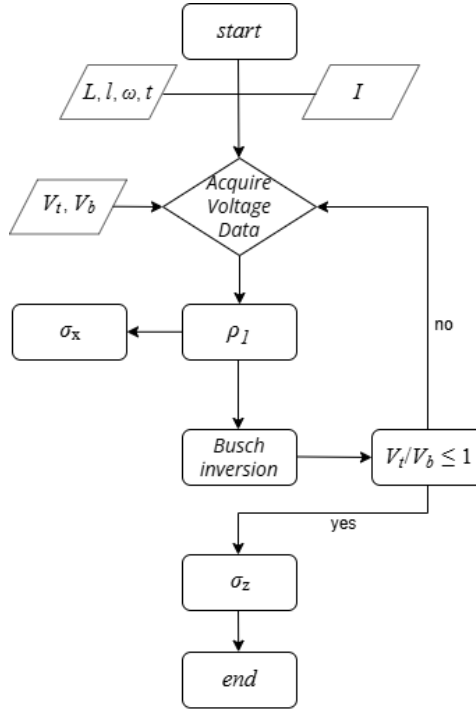 start
L, l, ω, t
I
Acquire
Voltage
Data
V_t, V_b
σ_x
ρ_1
no
Busch
inversion
V_t/V_b ≤ 1
yes
σ_z
end